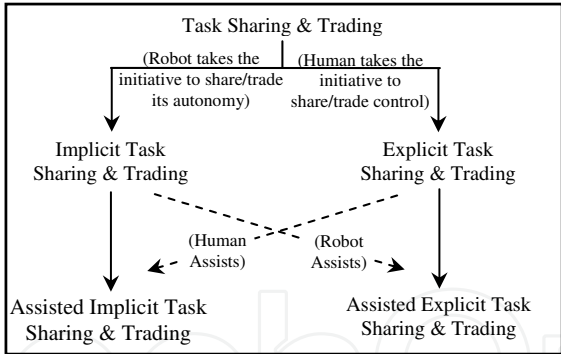 Task Sharing & Trading
(Robot takes the
initiative to share/trade
its autonomy)
(Human takes the
initiative to
share/trade control)
Implicit Task
Sharing & Trading
Explicit Task
Sharing & Trading
(Human
Assists)
(Robot
Assists)
Assisted Implicit Task
Sharing & Trading
Assisted Explicit Task
Sharing & Trading